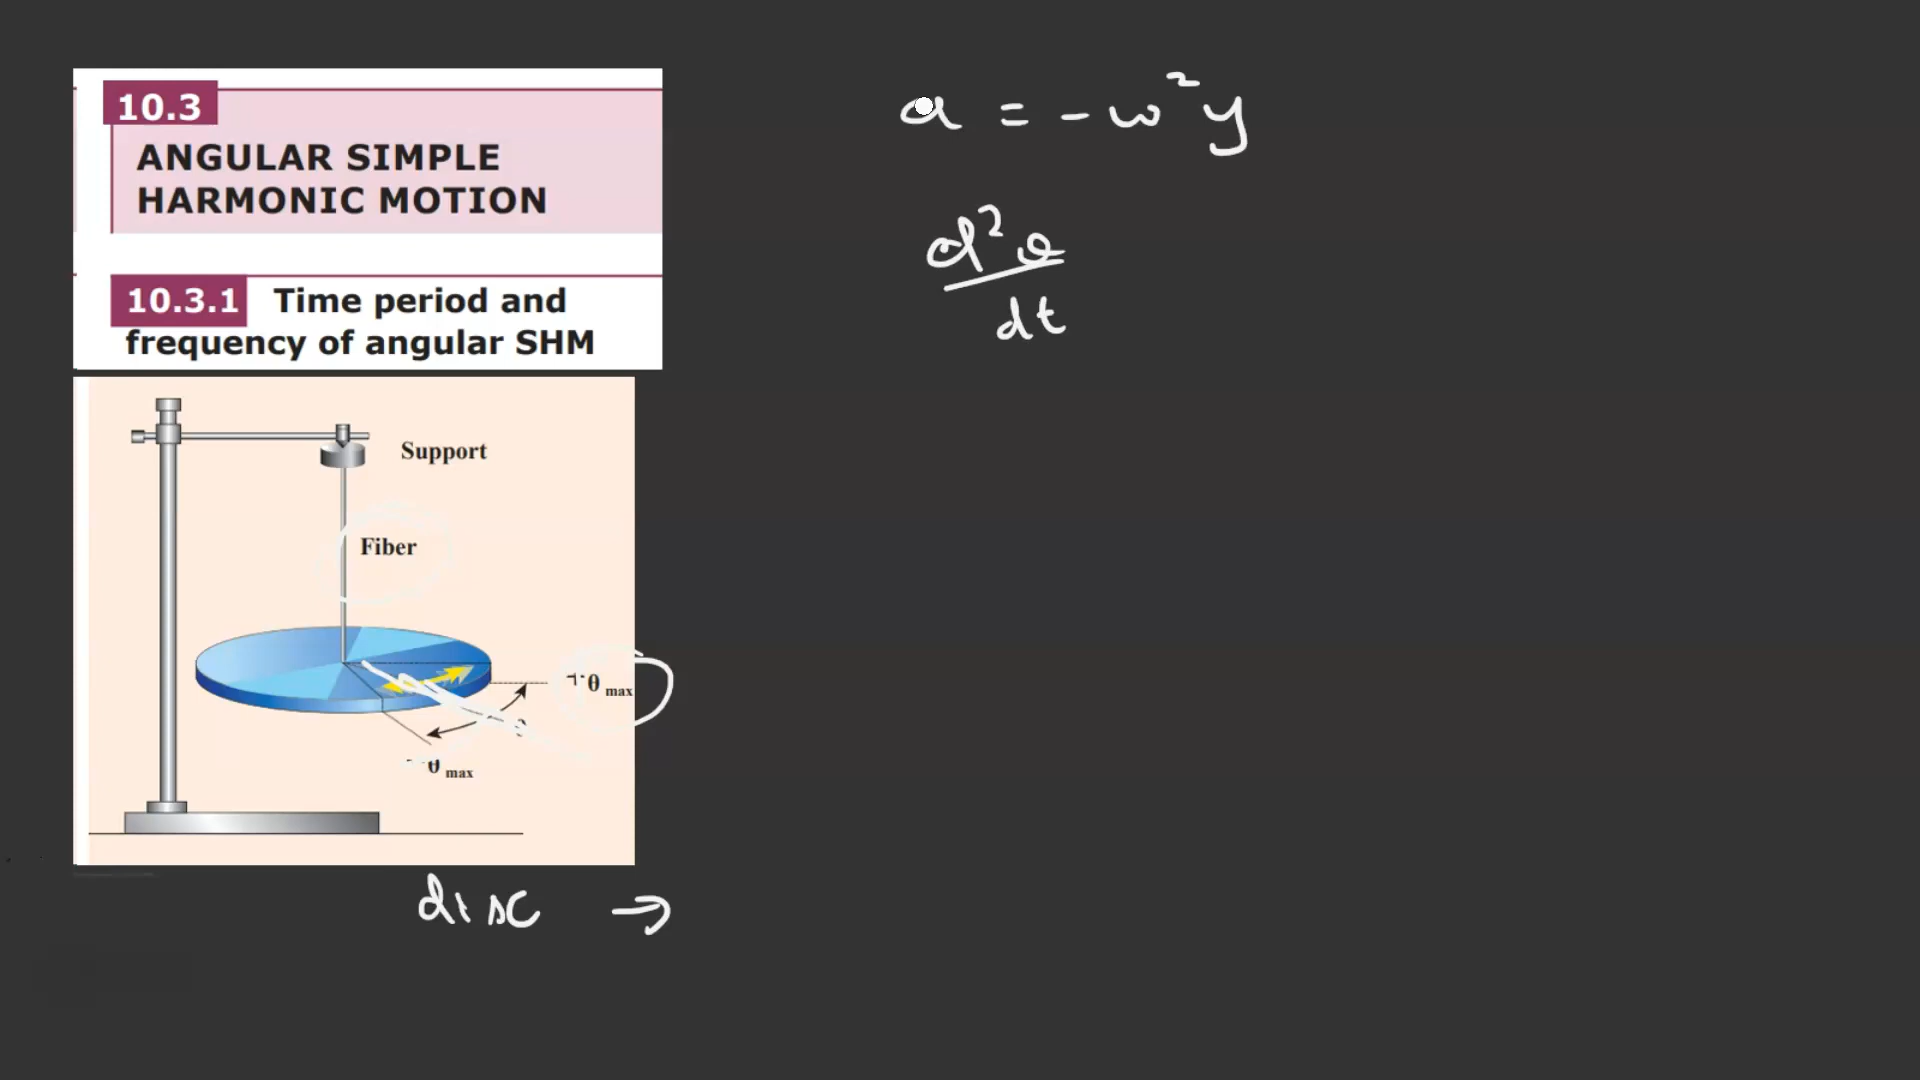 10.3
ANGULAR SIMPLE
HARMONIC MOTION
10.3.1 Time period and
frequency of angular SHM
Support
Fiber
θ max
θ max
disc →
a = -ω²y
d²θ
dt